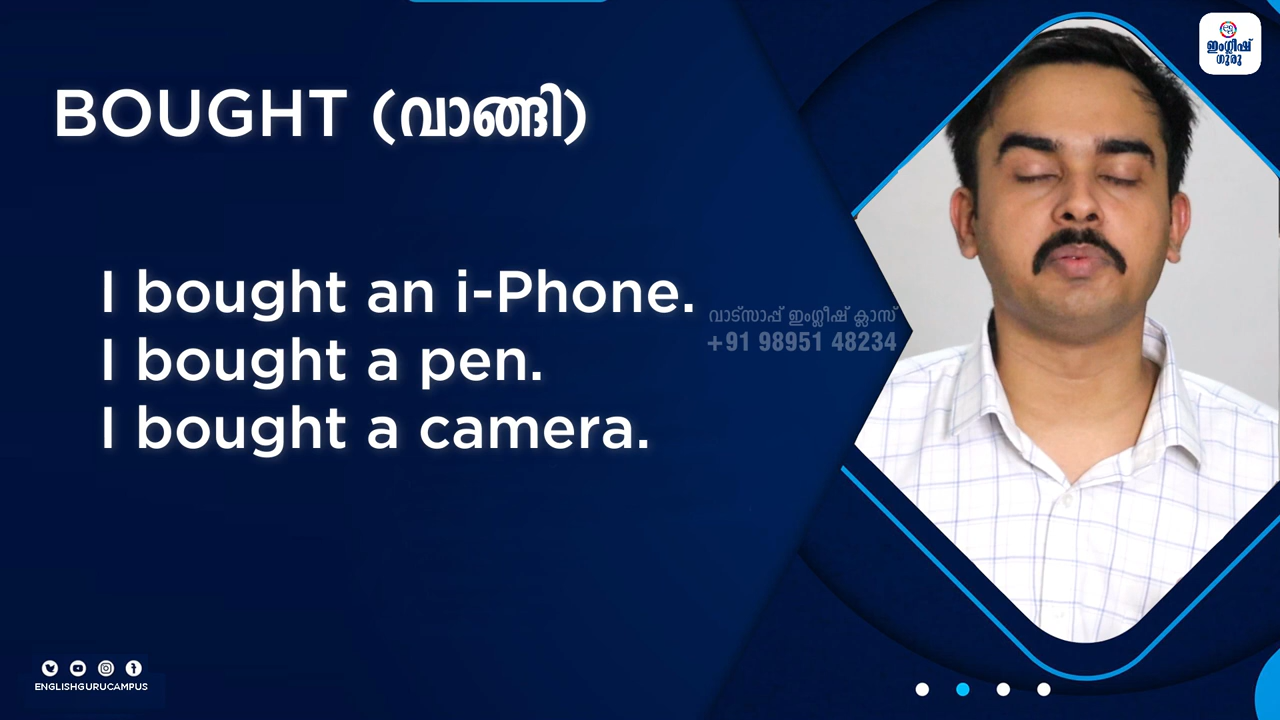 BOUGHT (വാങ്ങി)
I bought an i-Phone.
I bought a pen.
I bought a camera.
വാട്സാപ്പ് ഇംഗ്ലീഷ് ക്ലാസ്
+91 98951 48234
ഇംഗ്ലീഷ്
ഗുരു
ENGLISHGURUCAMPUS